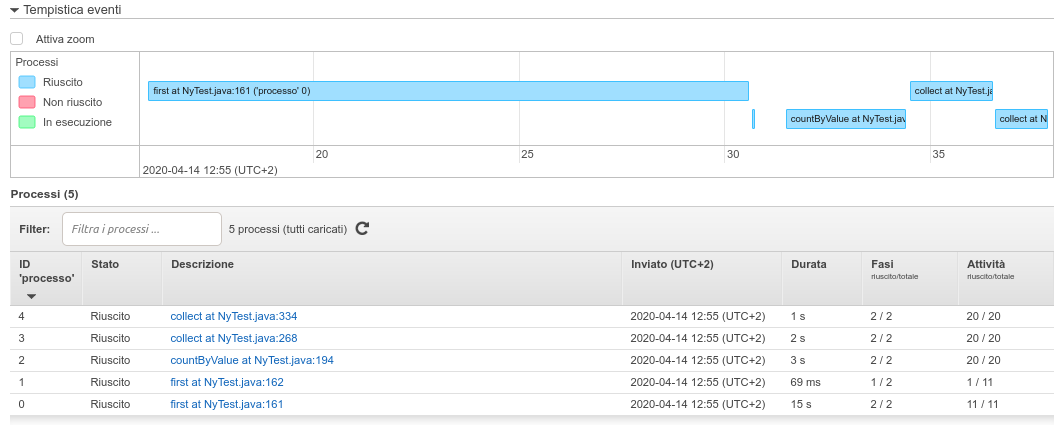 Tempistica eventi
Attiva zoom
Processi
Riuscito
Non riuscito
In esecuzione
first at NyTest.java:161 ('processo' 0)
collect at NyTest.ja
countByValue at NyTest.jav
collect at N
20 25 30 35
2020-04-14 12:55 (UTC+2)
Processi (5)
Filter: Filtra i processi ... 5 processi (tutti caricati)
ID 'processo' Stato Descrizione Inviato (UTC+2) Durata Fasi riuscito/totale Attività riuscito/totale
4 Riuscito collect at NyTest.java:334 2020-04-14 12:55 (UTC+2) 1 s 2 / 2 20 / 20
3 Riuscito collect at NyTest.java:268 2020-04-14 12:55 (UTC+2) 2 s 2 / 2 20 / 20
2 Riuscito countByValue at NyTest.java:194 2020-04-14 12:55 (UTC+2) 3 s 2 / 2 20 / 20
1 Riuscito first at NyTest.java:162 2020-04-14 12:55 (UTC+2) 69 ms 1 / 2 1 / 11
0 Riuscito first at NyTest.java:161 2020-04-14 12:55 (UTC+2) 15 s 2 / 2 11 / 11